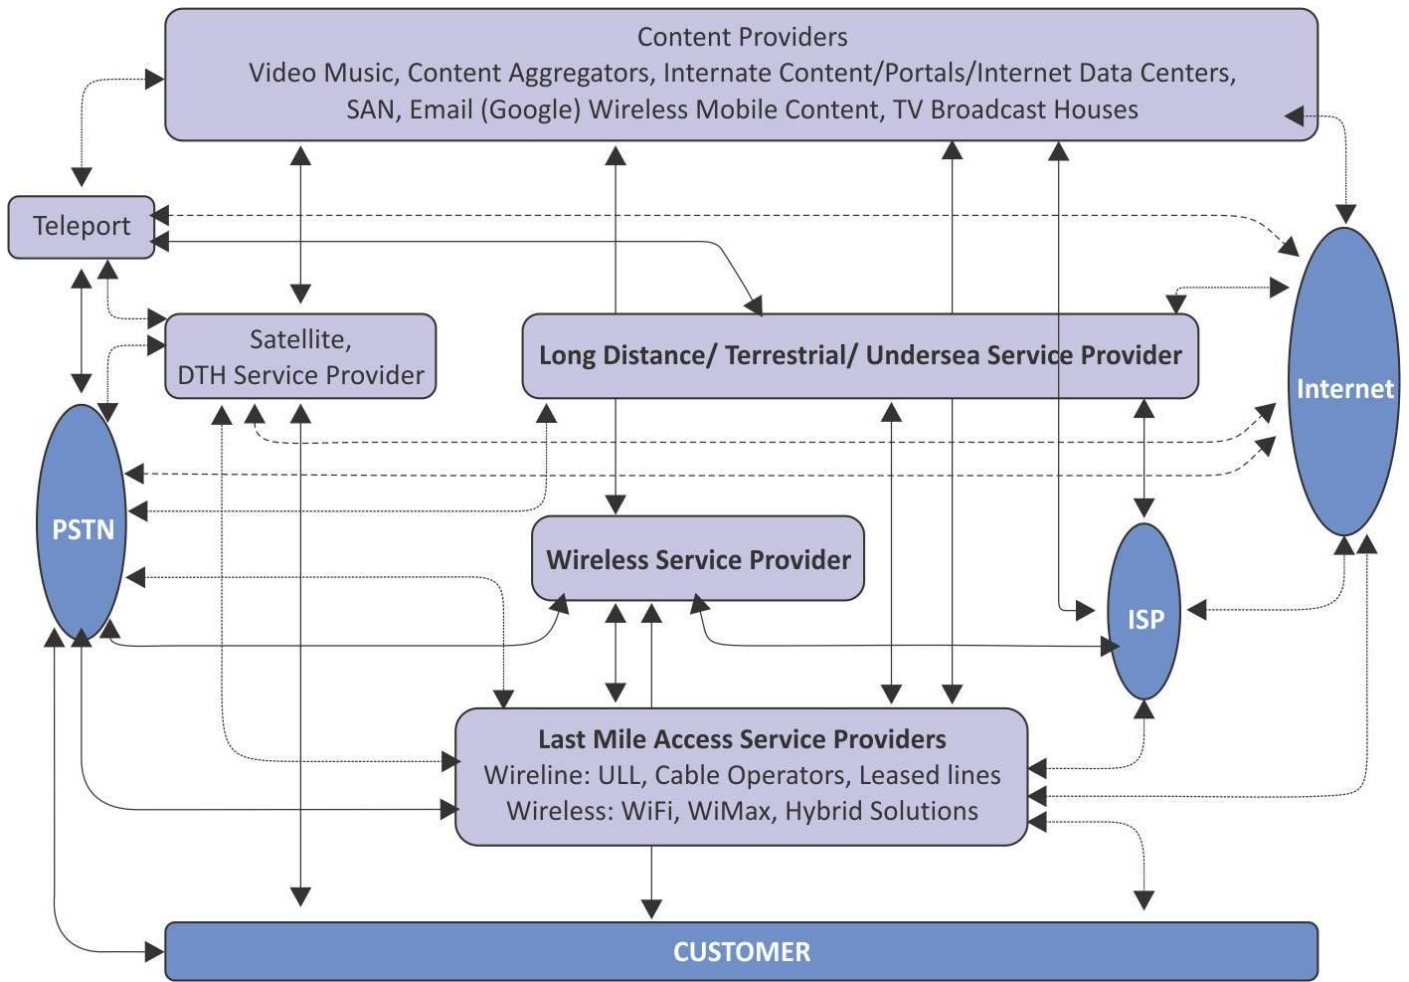 Content Providers
Video Music, Content Aggregators, Internate Content/Portals/Internet Data Centers,
SAN, Email (Google) Wireless Mobile Content, TV Broadcast Houses
Teleport
Satellite,
DTH Service Provider
Long Distance/ Terrestrial/ Undersea Service Provider
Internet
PSTN
Wireless Service Provider
ISP
Last Mile Access Service Providers
Wireline: ULL, Cable Operators, Leased lines
Wireless: WiFi, WiMax, Hybrid Solutions
CUSTOMER